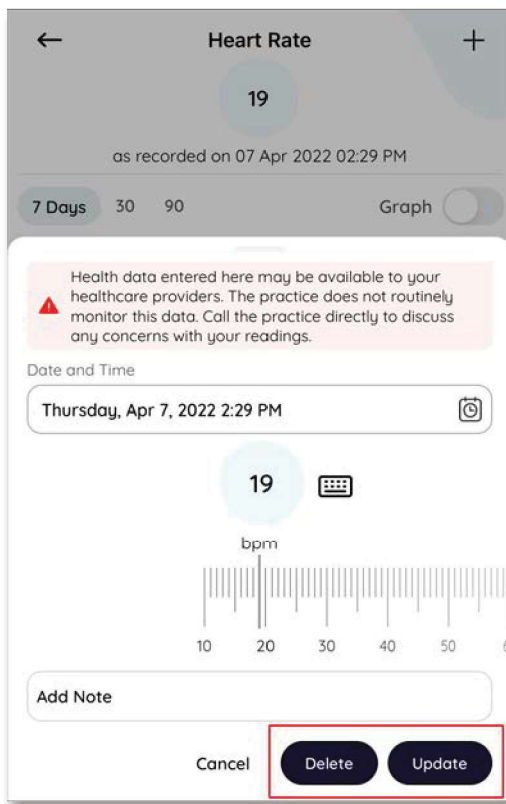 Heart Rate
19
as recorded on 07 Apr 2022 02:29 PM
7 Days 30 90 Graph
Health data entered here may be available to your
healthcare providers. The practice does not routinely
monitor this data. Call the practice directly to discuss
any concerns with your readings.
Date and Time
Thursday, Apr 7, 2022 2:29 PM
19
bpm
10 20 30 40 50
Add Note
Cancel Delete Update